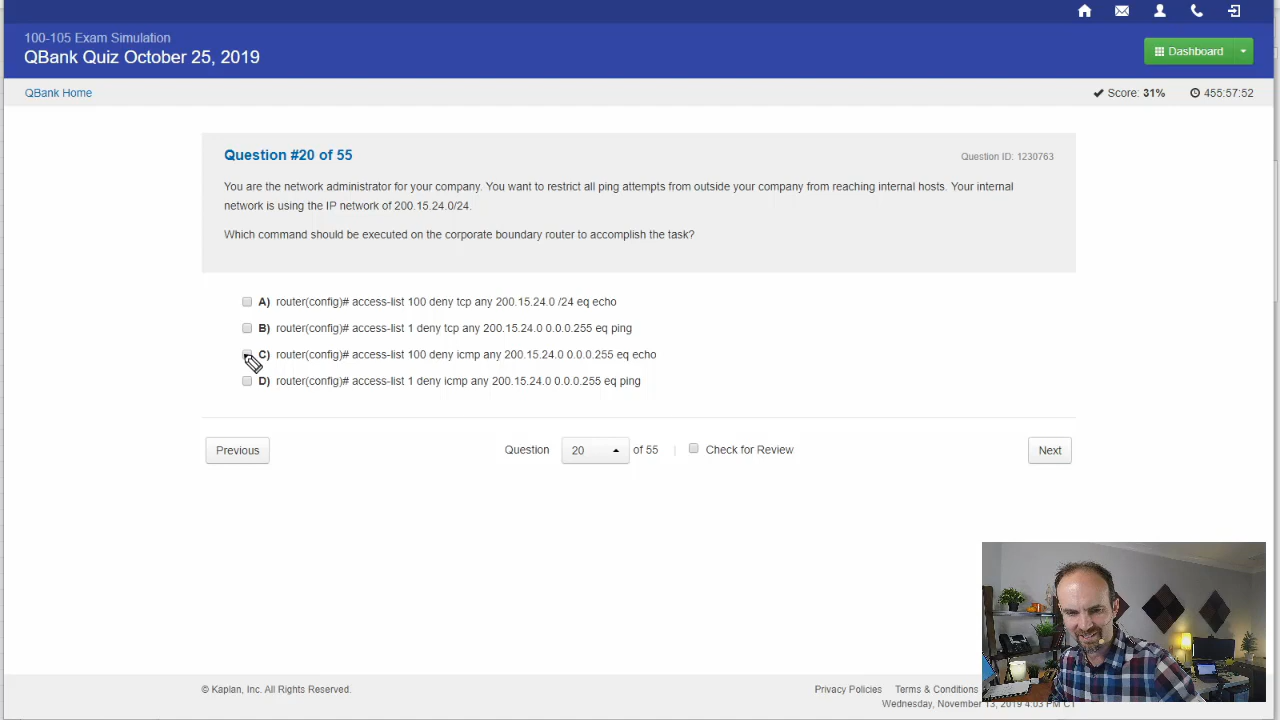 100-105 Exam Simulation
QBank Quiz October 25, 2019
Dashboard
QBank Home
Score: 31%
455:57:52
Question #20 of 55
Question ID: 1230763
You are the network administrator for your company. You want to restrict all ping attempts from outside your company from reaching internal hosts. Your internal
network is using the IP network of 200.15.24.0/24.
Which command should be executed on the corporate boundary router to accomplish the task?
A) router(config)# access-list 100 deny tcp any 200.15.24.0 /24 eq echo
B) router(config)# access-list 1 deny tcp any 200.15.24.0 0.0.0.255 eq ping
C) router(config)# access-list 100 deny icmp any 200.15.24.0 0.0.0.255 eq echo
D) router(config)# access-list 1 deny icmp any 200.15.24.0 0.0.0.255 eq ping
Previous
Question 20 of 55
Check for Review
Next
© Kaplan, Inc. All Rights Reserved.
Privacy Policies Terms & Conditions
Wednesday, November 13, 2019 4:03 PM CT